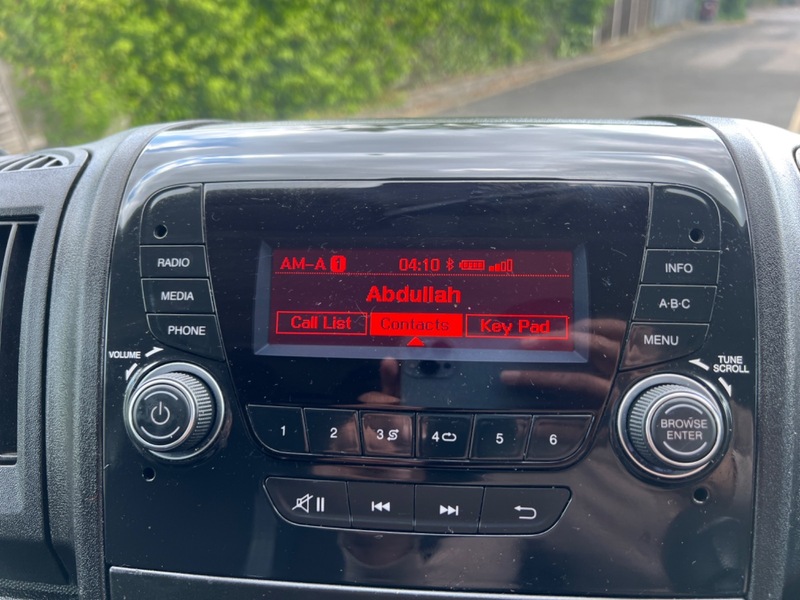 AM-A i 04:10
Abdullah
Call List Contacts Key Pad
RADIO
MEDIA
PHONE
VOLUME
INFO
A·B·C
MENU
TUNE
SCROLL
BROWSE
ENTER
1 2 3 4 5 6